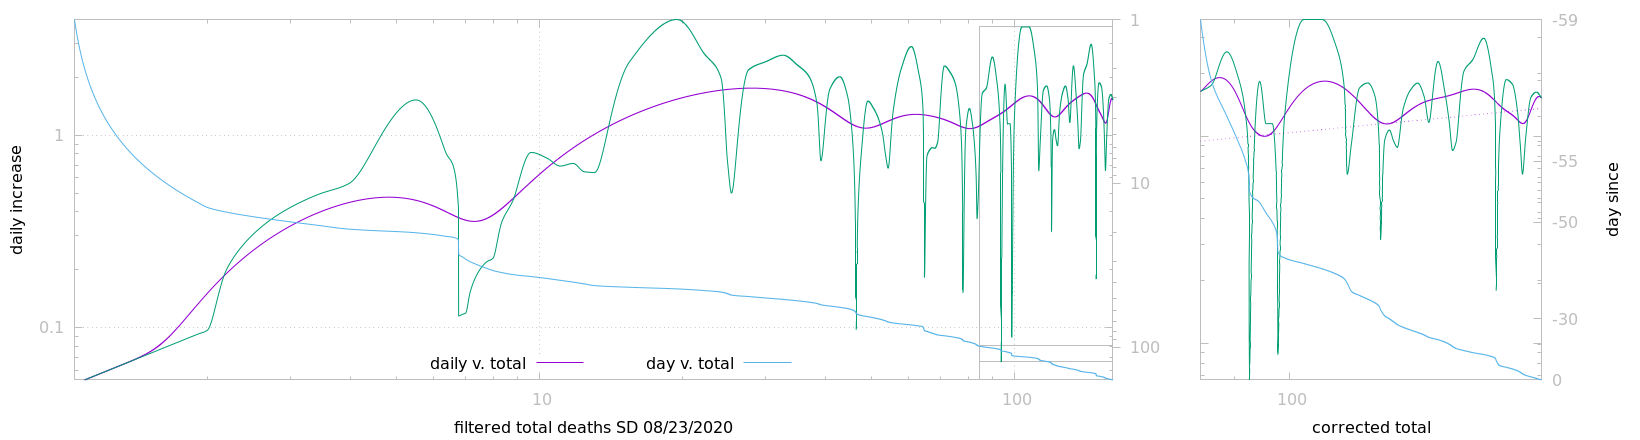 daily increase
1
0.1
daily v. total
day v. total
10
100
filtered total deaths SD 08/23/2020
1
10
100
100
corrected total
-59
-55
-50
-30
0
day since